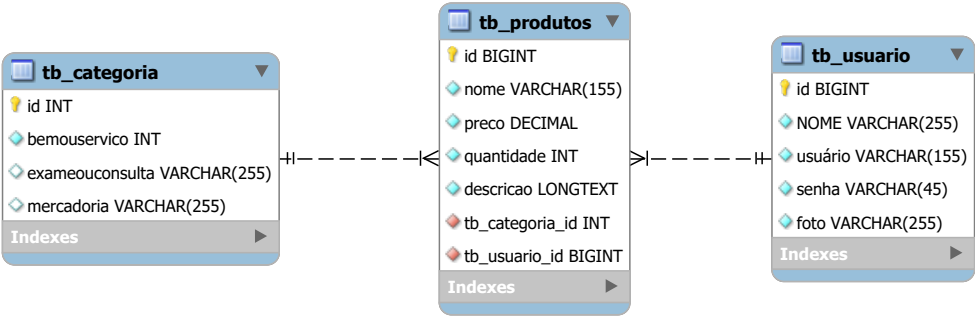 tb_categoria
id INT
bemouservico INT
exameouconsulta VARCHAR(255)
mercadoria VARCHAR(255)
Indexes
tb_produtos
id BIGINT
nome VARCHAR(155)
preco DECIMAL
quantidade INT
descricao LONGTEXT
tb_categoria_id INT
tb_usuario_id BIGINT
Indexes
tb_usuario
id BIGINT
NOME VARCHAR(255)
usuário VARCHAR(155)
senha VARCHAR(45)
foto VARCHAR(255)
Indexes